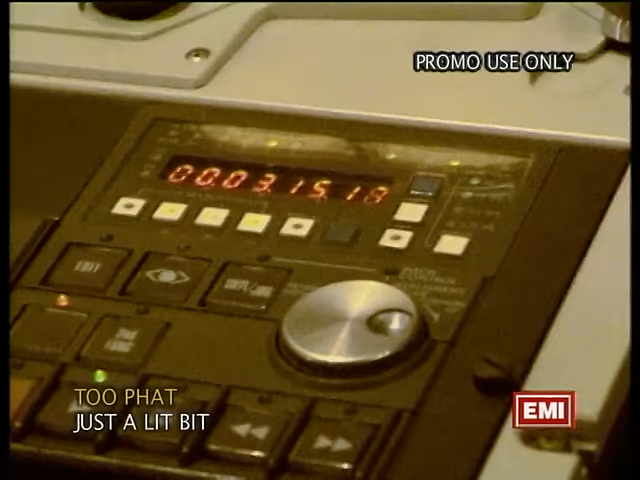 PROMO USE ONLY
00.03.15.18
EDIT
TOO PHAT
JUST A LIT BIT
EMI